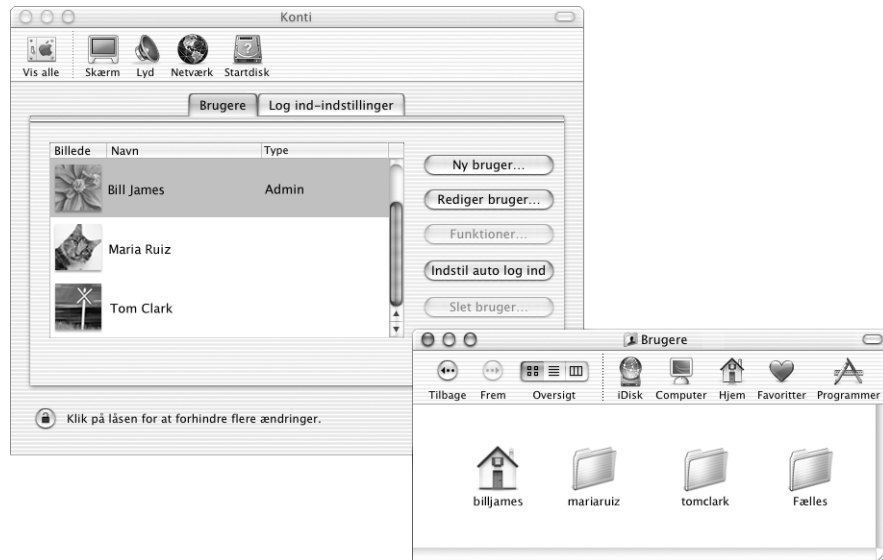 Konti
Vis alle Skærm Lyd Netværk Startdisk
Brugere Log ind-indstillinger
Billede Navn Type
Bill James Admin
Maria Ruiz
Tom Clark
Ny bruger...
Rediger bruger...
Funktioner...
Indstil auto log ind
Slet bruger...
Klik på låsen for at forhindre flere ændringer.
Brugere
Tilbage Frem Oversigt iDisk Computer Hjem Favoritter Programmer
billjames mariaruiz tomclark Fælles